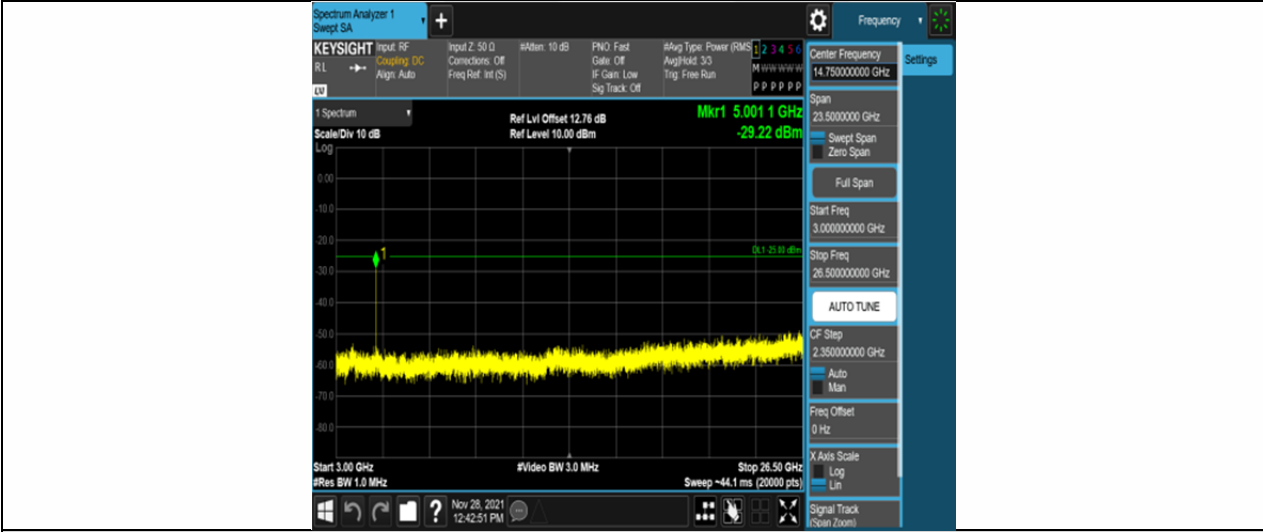 Spectrum Analyzer 1
Swept SA
+
Frequency
KEYSIGHT
RL
LV
Input: RF
Coupling: DC
Align: Auto
Input Z: 50 Ω
Corrections: Off
Freq Ref: Int (S)
#Atten: 10 dB
PNO: Fast
Gate: Off
IF Gain: Low
Sig Track: Off
#Avg Type: Power (RMS
Avg|Hold: 3/3
Trig: Free Run
1 2 3 4 5 6
M W W W W W
P P P P P P
Center Frequency
14.750000000 GHz
Settings
Span
23.5000000 GHz
Swept Span
Zero Span
Full Span
Start Freq
3.000000000 GHz
Stop Freq
26.500000000 GHz
AUTO TUNE
CF Step
2.350000000 GHz
Auto
Man
Freq Offset
0 Hz
X Axis Scale
Log
Lin
Signal Track
(Span Zoom)
1 Spectrum
Scale/Div 10 dB
Log
Ref Lvl Offset 12.76 dB
Ref Level 10.00 dBm
Mkr1 5.001 1 GHz
-29.22 dBm
0.00
-10.0
-20.0
-30.0
-40.0
-50.0
-60.0
-70.0
-80.0
1
DL1 -25.00 dBm
Start 3.00 GHz
#Res BW 1.0 MHz
#Video BW 3.0 MHz
Stop 26.50 GHz
Sweep ~44.1 ms (20000 pts)
?
Nov 28, 2021
12:42:51 PM